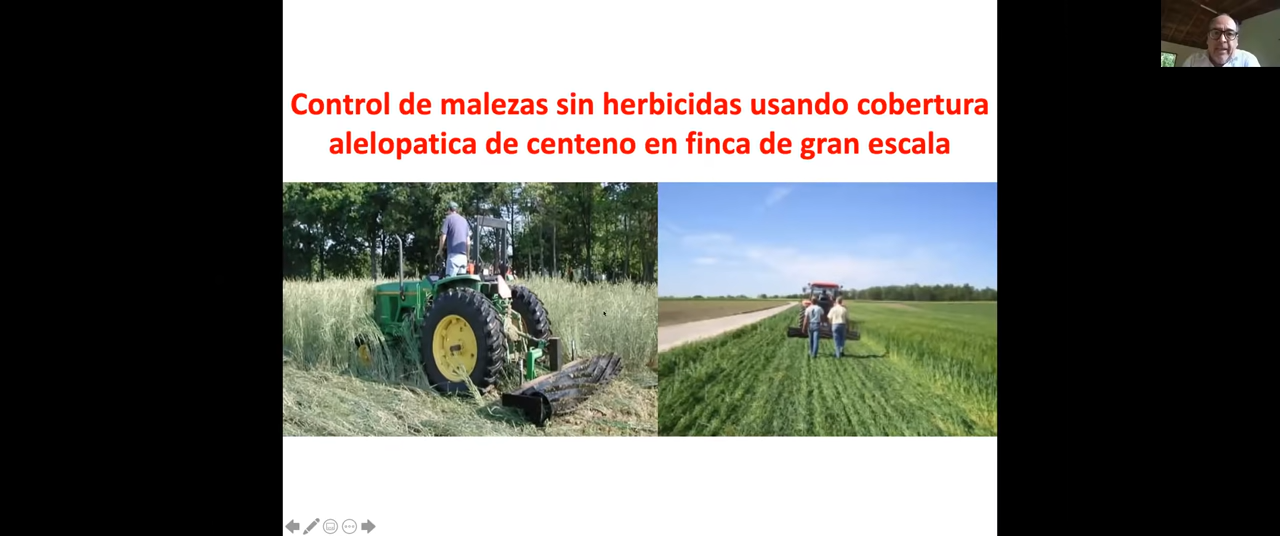 Control de malezas sin herbicidas usando cobertura
alelopatica de centeno en finca de gran escala